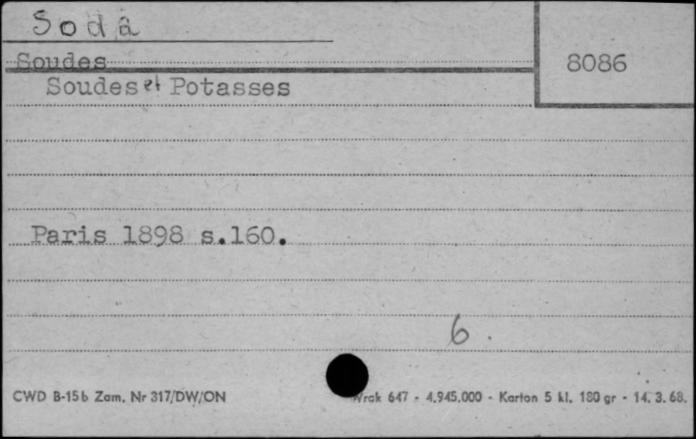 Soda
Soudes
8086
Soudes et Potasses
Paris 1898 s.160.
6.
CWD B-15b Zam. Nr 317/DW/ON
Wrak 647 - 4.945.000 - Karton 5 kl. 180 gr - 14. 3. 68.